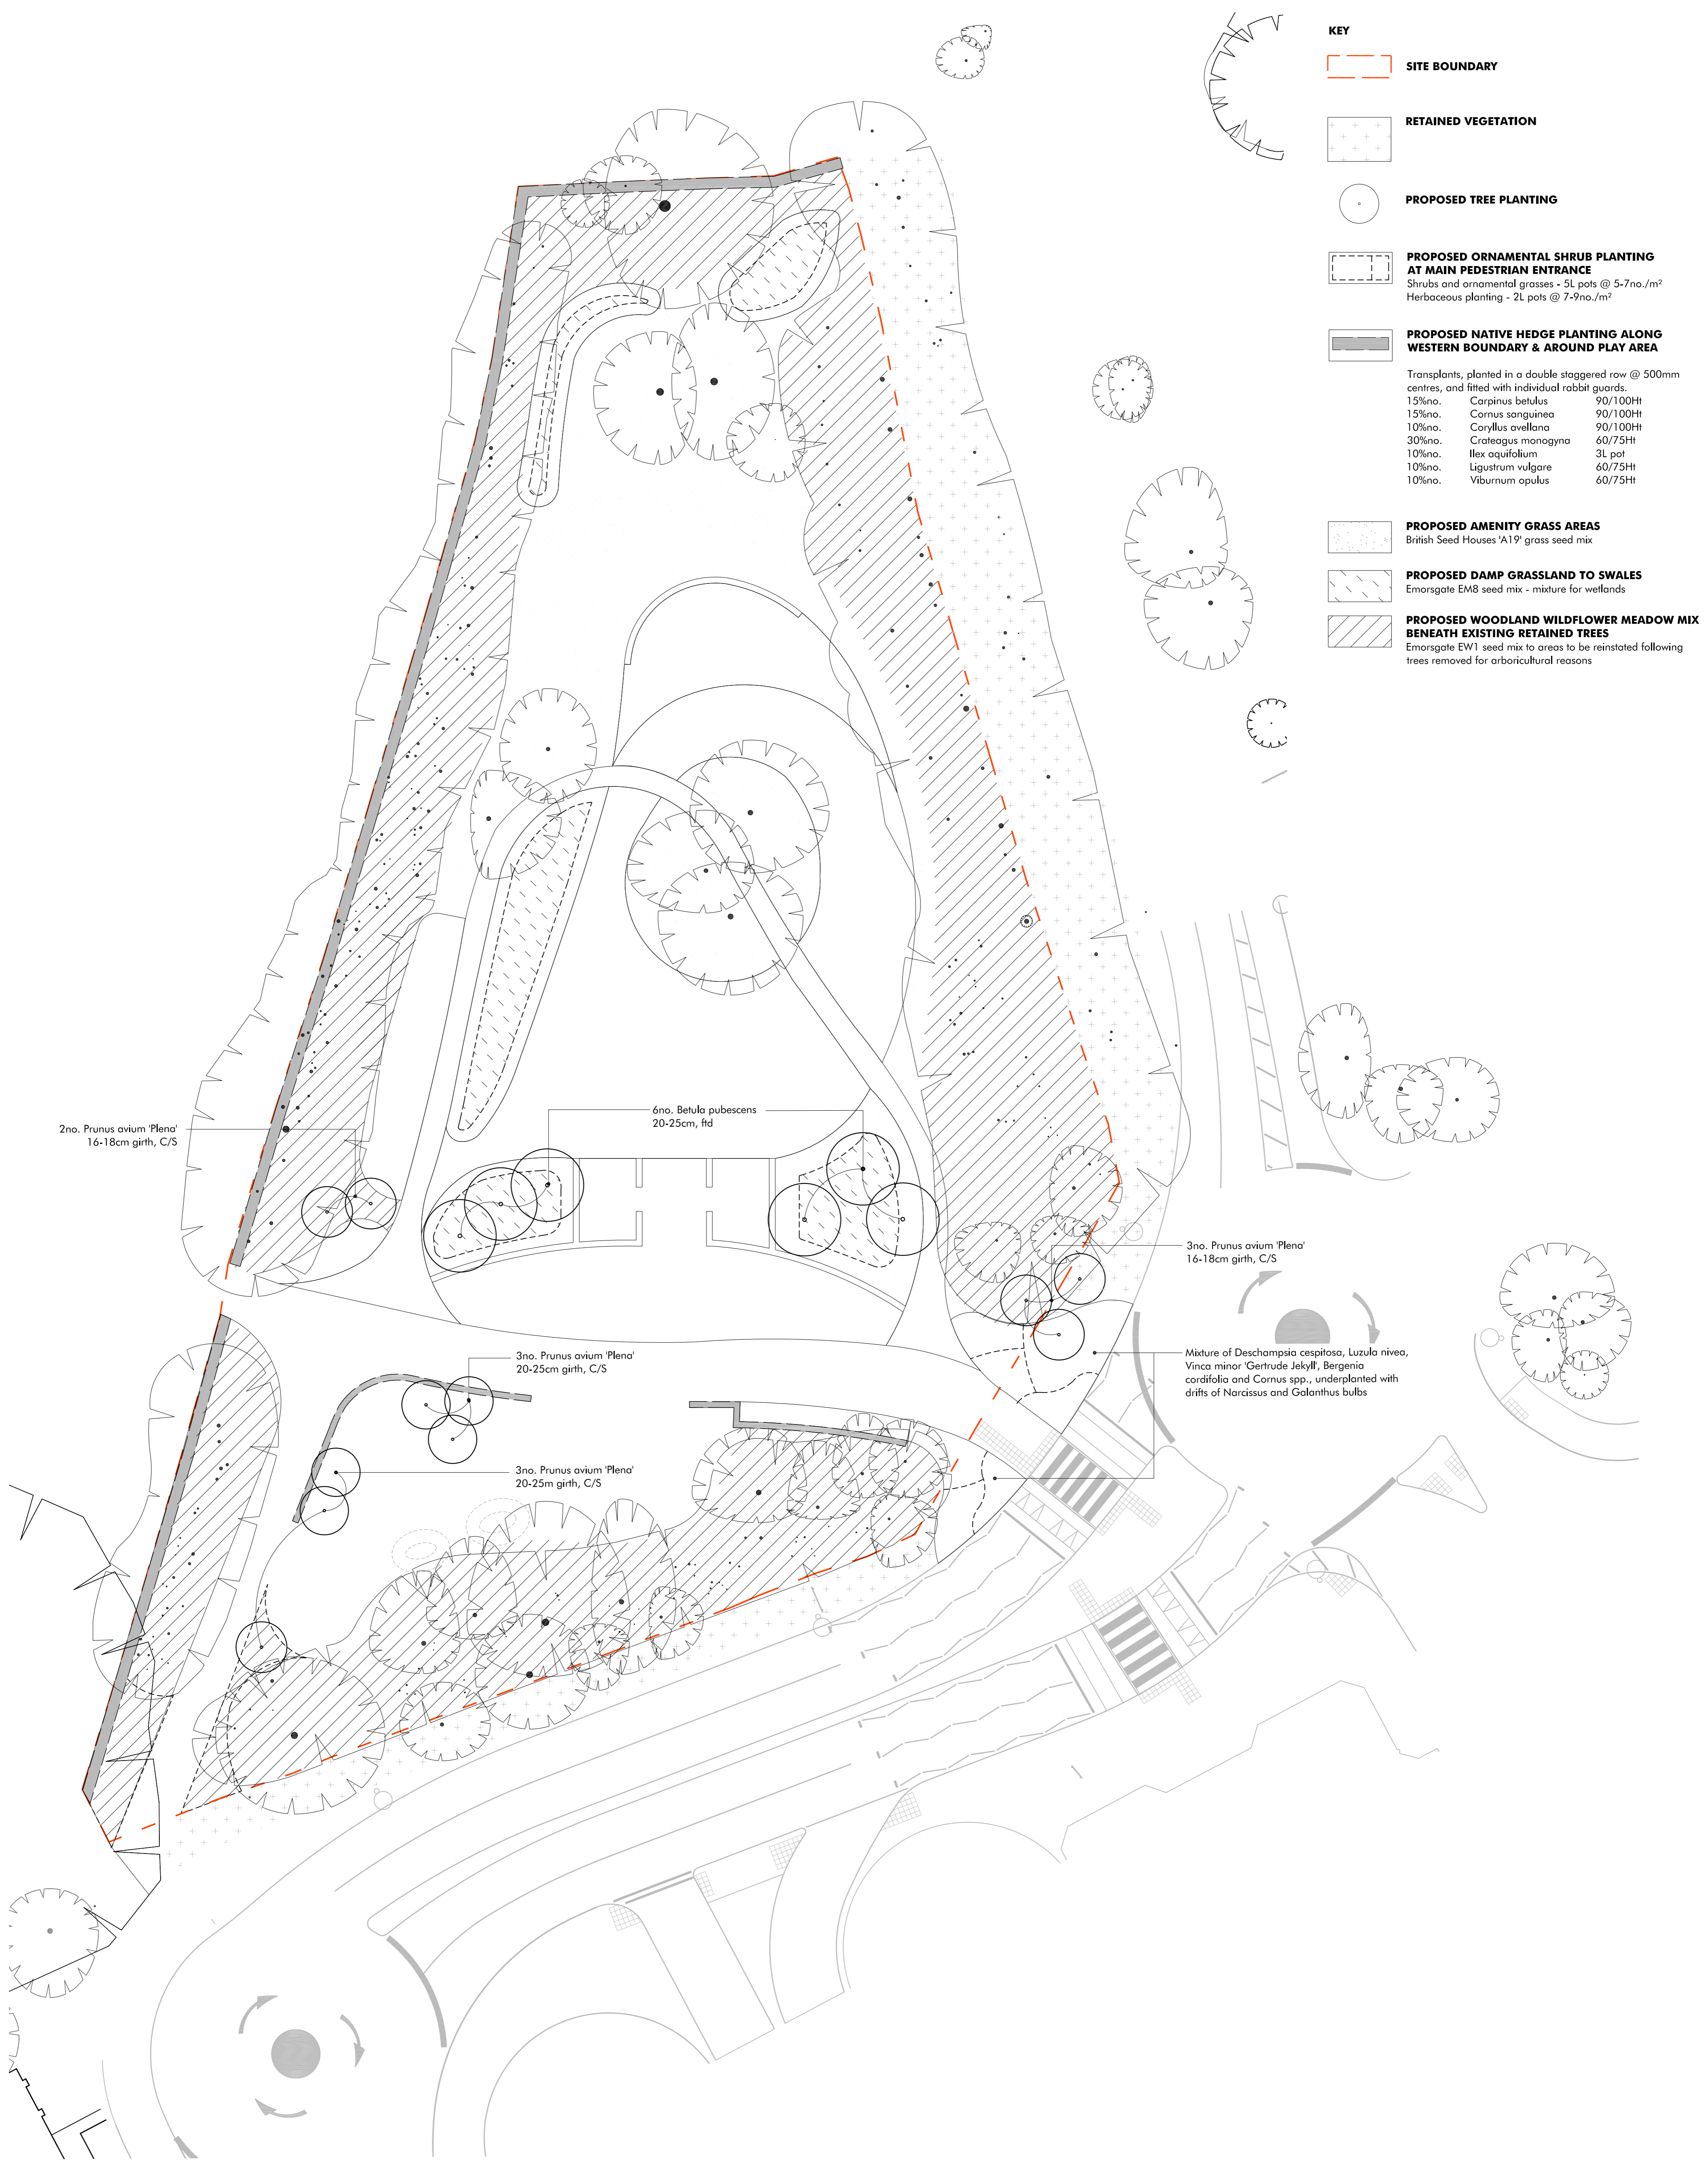 KEY
SITE BOUNDARY
RETAINED VEGETATION
PROPOSED TREE PLANTING
PROPOSED ORNAMENTAL SHRUB PLANTING
AT MAIN PEDESTRIAN ENTRANCE
Shrubs and ornamental grasses - 5L pots @ 5-7no./m²
Herbaceous planting - 2L pots @ 7-9no./m²
PROPOSED NATIVE HEDGE PLANTING ALONG
WESTERN BOUNDARY & AROUND PLAY AREA
Transplants, planted in a double staggered row @ 500mm
centres, and fitted with individual rabbit guards.
15%no. Carpinus betulus 90/100Ht
15%no. Cornus sanguinea 90/100Ht
10%no. Coryllus avellana 90/100Ht
30%no. Crateagus monogyna 60/75Ht
10%no. Ilex aquifolium 3L pot
10%no. Ligustrum vulgare 60/75Ht
10%no. Viburnum opulus 60/75Ht
PROPOSED AMENITY GRASS AREAS
British Seed Houses 'A19' grass seed mix
PROPOSED DAMP GRASSLAND TO SWALES
Emorsgate EM8 seed mix - mixture for wetlands
PROPOSED WOODLAND WILDFLOWER MEADOW MIX
BENEATH EXISTING RETAINED TREES
Emorsgate EW1 seed mix to areas to be reinstated following
trees removed for arboricultural reasons
2no. Prunus avium 'Plena'
16-18cm girth, C/S
6no. Betula pubescens
20-25cm, ftd
3no. Prunus avium 'Plena'
16-18cm girth, C/S
Mixture of Deschampsia cespitosa, Luzula nivea,
Vinca minor 'Gertrude Jekyll', Bergenia
cordifolia and Cornus spp., underplanted with
drifts of Narcissus and Galanthus bulbs
3no. Prunus avium 'Plena'
20-25cm girth, C/S
3no. Prunus avium 'Plena'
20-25m girth, C/S